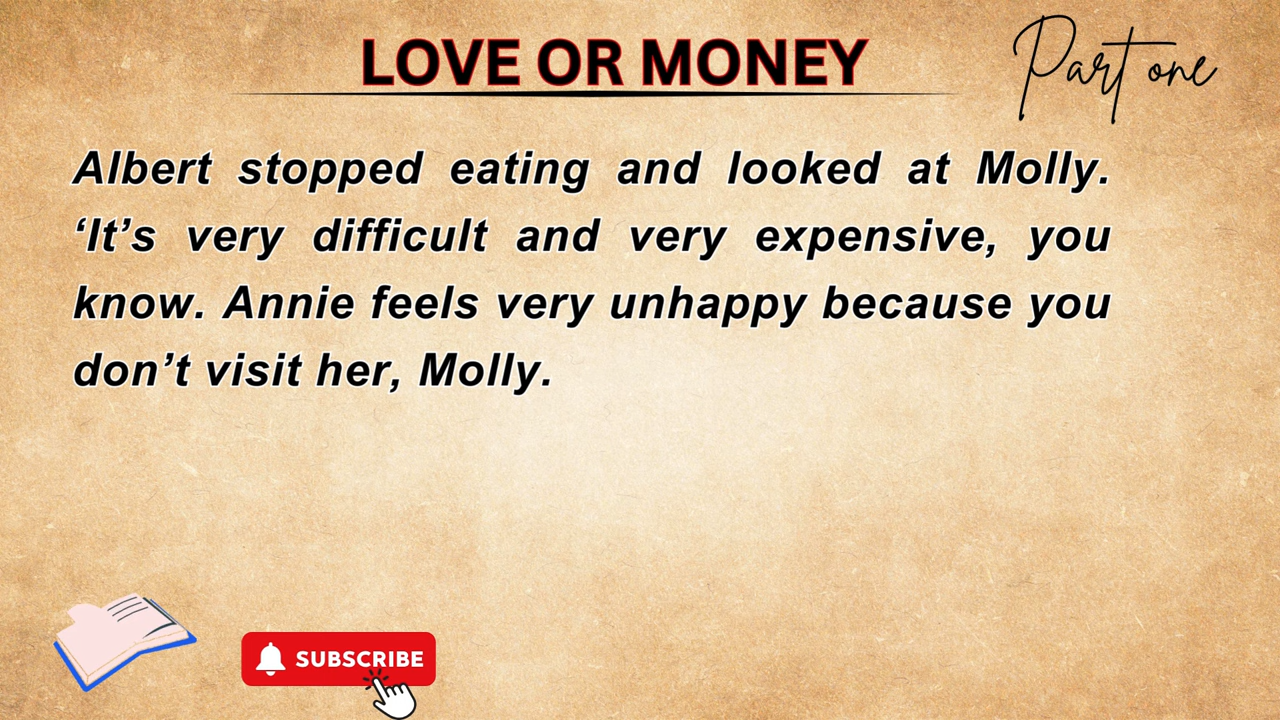 LOVE OR MONEY
Part one
Albert stopped eating and looked at Molly.
‘It’s very difficult and very expensive, you
know. Annie feels very unhappy because you
don’t visit her, Molly.
SUBSCRIBE